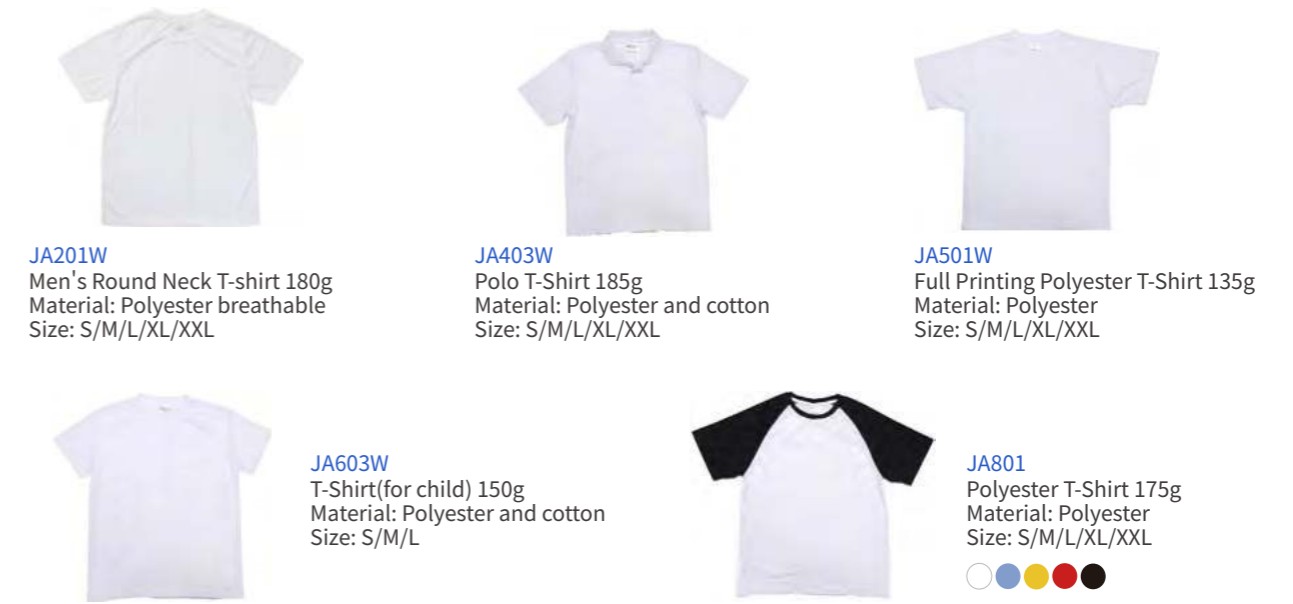 JA201W
Men's Round Neck T-shirt 180g
Material: Polyester breathable
Size: S/M/L/XL/XXL
JA403W
Polo T-Shirt 185g
Material: Polyester and cotton
Size: S/M/L/XL/XXL
JA501W
Full Printing Polyester T-Shirt 135g
Material: Polyester
Size: S/M/L/XL/XXL
JA603W
T-Shirt(for child) 150g
Material: Polyester and cotton
Size: S/M/L
JA801
Polyester T-Shirt 175g
Material: Polyester
Size: S/M/L/XL/XXL